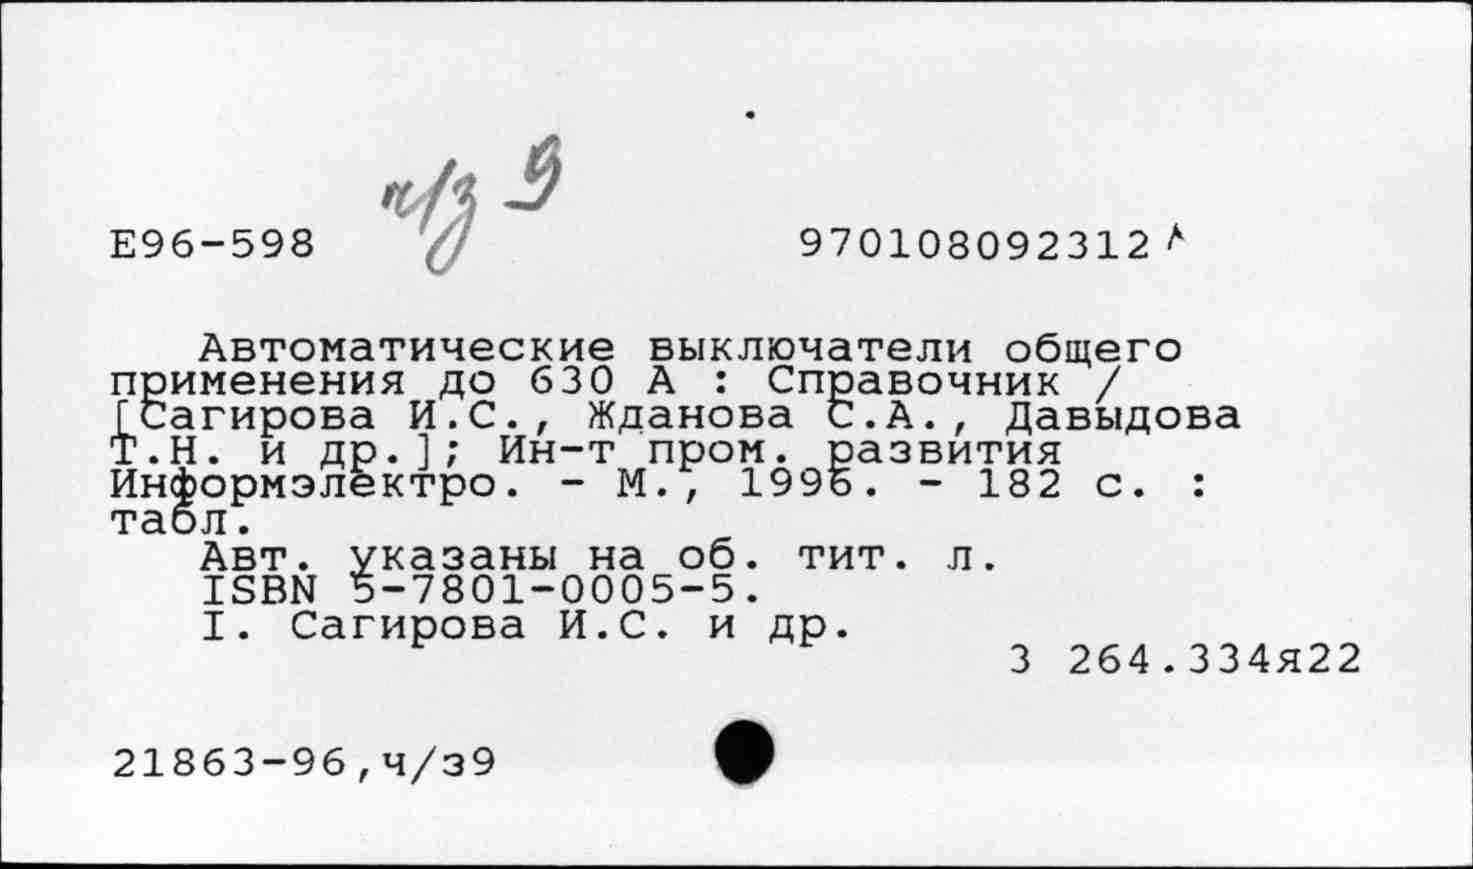 ч/з 9
Е96-598 970108092312 А
Автоматические выключатели общего
применения до 630 А : Справочник /
[Сагирова И.С., Жданова С.А., Давыдова
Т.Н. и др.]; Ин-т пром. развития
Информэлектро. - М., 1996. - 182 с. :
табл.
Авт. указаны на об. тит. л.
ISBN 5-7801-0005-5.
I. Сагирова И.С. и др.
З 264.334я22
21863-96,ч/з9